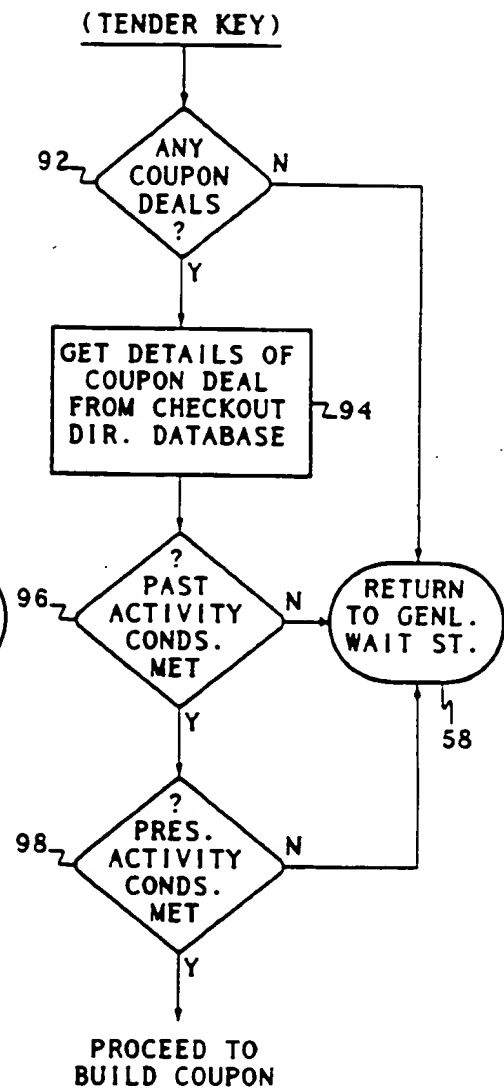 (TENDER KEY)
92
ANY
COUPON
DEALS
?
N
Y
GET DETAILS OF
COUPON DEAL
FROM CHECKOUT
DIR. DATABASE
94
96
?
PAST
ACTIVITY
CONDS.
MET
N
Y
RETURN
TO GENL.
WAIT ST.
58
98
?
PRES.
ACTIVITY
CONDS.
MET
N
Y
PROCEED TO
BUILD COUPON